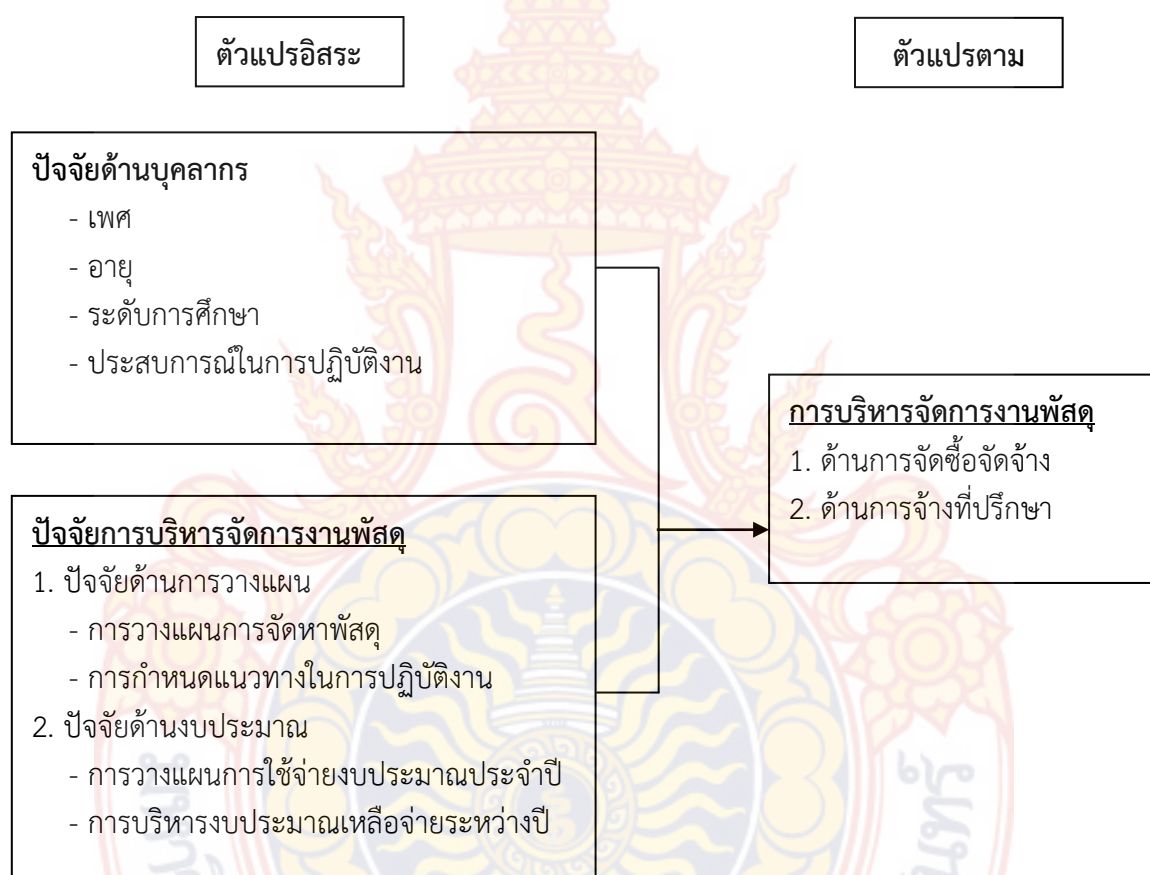 ตัวแปรอิสระ
ตัวแปรตาม
ปัจจัยด้านบุคลากร
- เพศ
- อายุ
- ระดับการศึกษา
- ประสบการณ์ในการปฏิบัติงาน
ปัจจัยการบริหารจัดการงานพัสดุ
1. ปัจจัยด้านการวางแผน
- การวางแผนการจัดหาพัสดุ
- การกำหนดแนวทางในการปฏิบัติงาน
2. ปัจจัยด้านงบประมาณ
- การวางแผนการใช้จ่ายงบประมาณประจำปี
- การบริหารงบประมาณเหลือจ่ายระหว่างปี
การบริหารจัดการงานพัสดุ
1. ด้านการจัดซื้อจัดจ้าง
2. ด้านการจ้างที่ปรึกษา